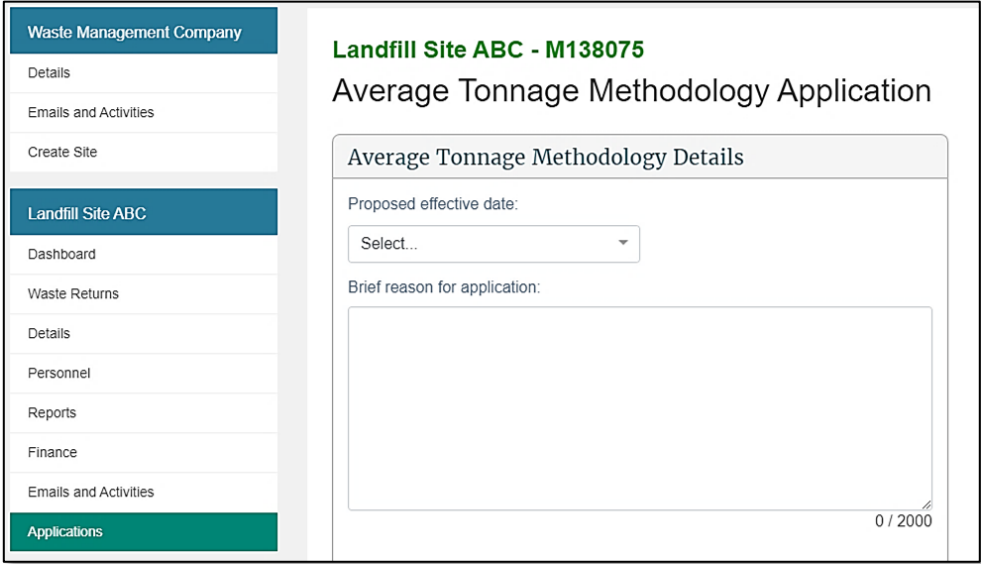 Waste Management Company
Details
Emails and Activities
Create Site
Landfill Site ABC
Dashboard
Waste Returns
Details
Personnel
Reports
Finance
Emails and Activities
Applications
Landfill Site ABC - M138075
Average Tonnage Methodology Application
Average Tonnage Methodology Details
Proposed effective date:
Select...
Brief reason for application:
0 / 2000